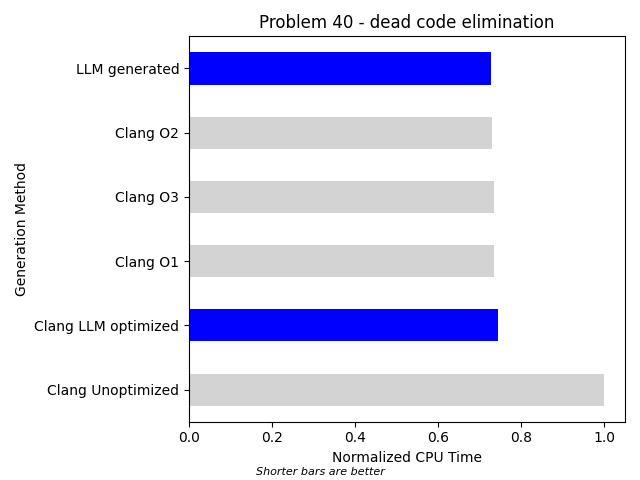 Problem 40 - dead code elimination
LLM generated
Clang O2
Clang O3
Clang O1
Clang LLM optimized
Clang Unoptimized
Generation Method
0.0 0.2 0.4 0.6 0.8 1.0
Normalized CPU Time
Shorter bars are better